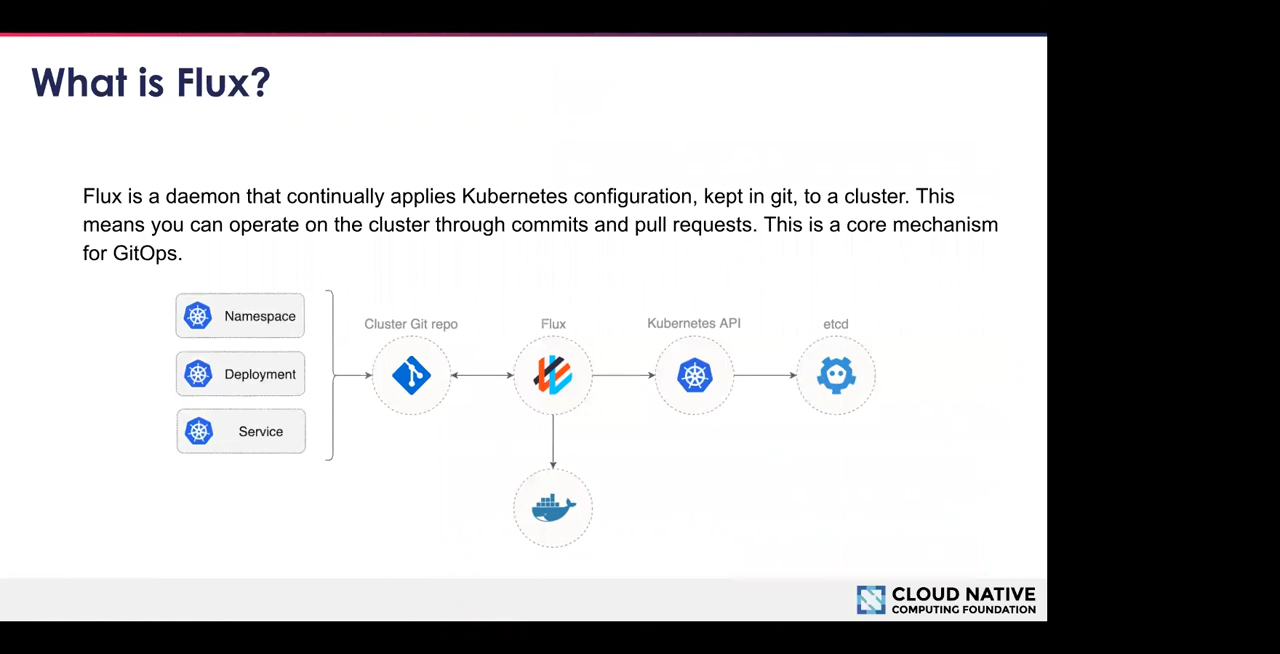 What is Flux?
Flux is a daemon that continually applies Kubernetes configuration, kept in git, to a cluster. This
means you can operate on the cluster through commits and pull requests. This is a core mechanism
for GitOps.
Namespace
Deployment
Service
Cluster Git repo
Flux
Kubernetes API
etcd
CLOUD NATIVE
COMPUTING FOUNDATION